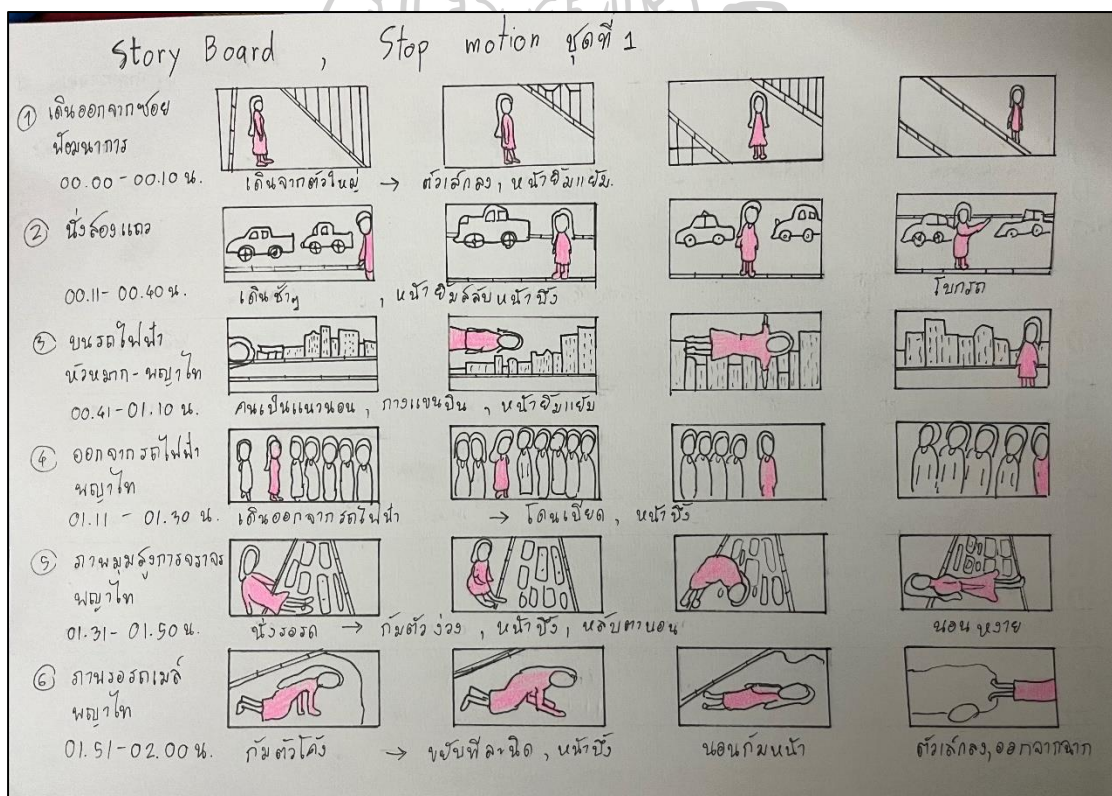 Story Board , Stop motion ชุดที่ 1
① เดินออกจากซอย
พัฒนาการ
00.00 - 00.10 น.
เดินจากตัวใหญ่ → ตัวเล็กลง, หน้ายิ้มแย้ม.
② นั่งสองแถว
00.11 - 00.40 น.
เดินช้าๆ , หน้ายิ้มสลับหน้าบึ้ง
โบกรถ
③ บนรถไฟฟ้า
หัวหมาก - พญาไท
00.41 - 01.10 น.
คนเป็นแนวนอน , กางแขนบิน , หน้ายิ้มแย้ม
④ ออกจากรถไฟฟ้า
พญาไท
01.11 - 01.30 น.
เดินออกจากรถไฟฟ้า → โดนเบียด , หน้าบึ้ง
⑤ ภาพมุมสูงการจราจร
พญาไท
01.31 - 01.50 น.
นั่งรอรถ → ก้มตัวง่วง , หน้าบึ้ง , หลับตานอน
นอนหงาย
⑥ ภาพรอรถเมล์
พญาไท
01.51 - 02.00 น.
ก้มตัวโค้ง → ขยับทีละนิด , หน้าบึ้ง
นอนก้มหน้า
ตัวเล็กลง, ออกจากฉาก